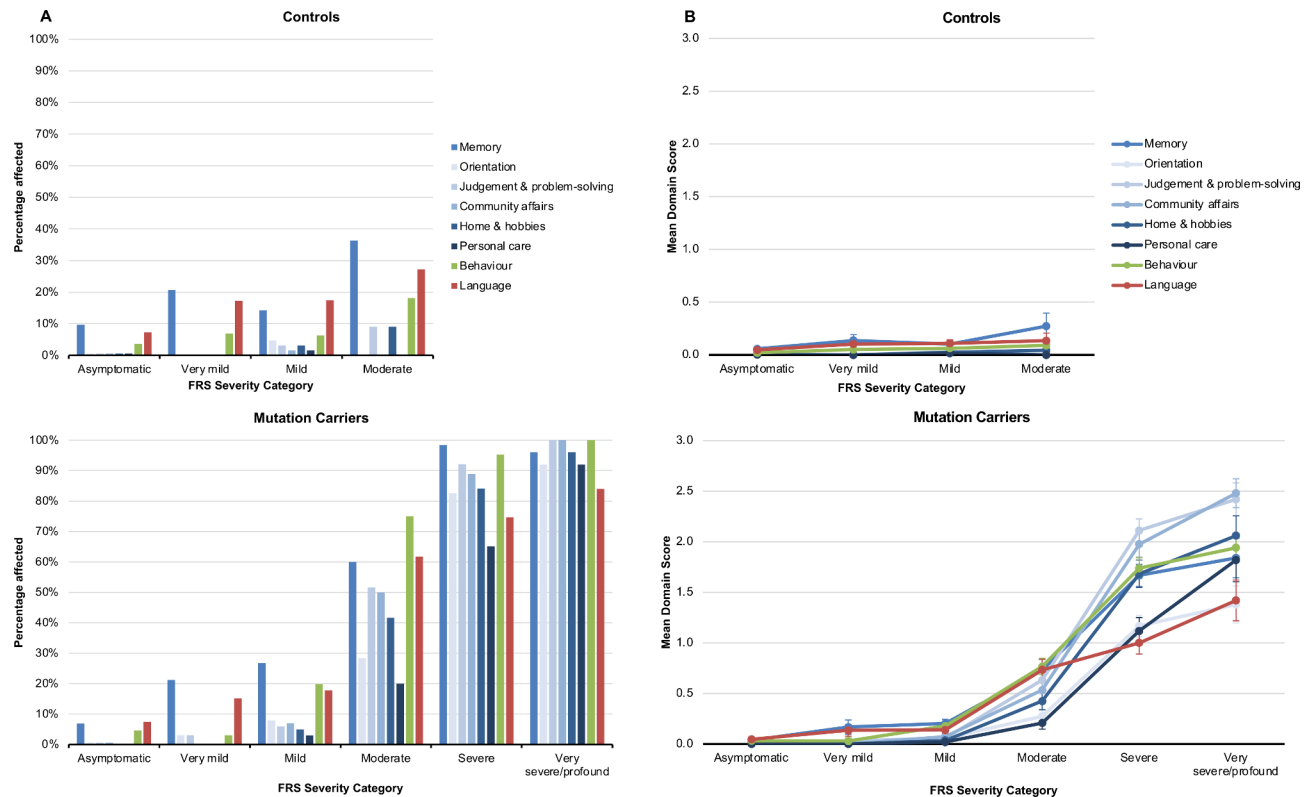 A
Controls
100%
90%
80%
70%
60%
50%
40%
30%
20%
10%
0%
Percentage affected
Asymptomatic
Very mild
Mild
Moderate
FRS Severity Category
Memory
Orientation
Judgement & problem-solving
Community affairs
Home & hobbies
Personal care
Behaviour
Language
B
Controls
3.0
2.5
2.0
1.5
1.0
0.5
0.0
Mean Domain Score
Asymptomatic
Very mild
Mild
Moderate
FRS Severity Category
Memory
Orientation
Judgement & problem-solving
Community affairs
Home & hobbies
Personal care
Behaviour
Language
Mutation Carriers
100%
90%
80%
70%
60%
50%
40%
30%
20%
10%
0%
Percentage affected
Asymptomatic
Very mild
Mild
Moderate
Severe
Very
severe/profound
FRS Severity Category
Mutation Carriers
3.0
2.5
2.0
1.5
1.0
0.5
0.0
Mean Domain Score
Asymptomatic
Very mild
Mild
Moderate
Severe
Very
severe/profound
FRS Severity Category